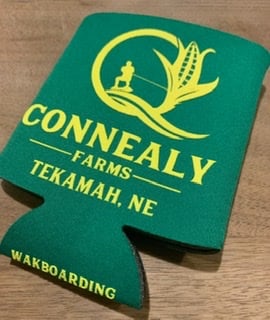 CONNEALY
FARMS
TEKAMAH, NE
WAKBOARDING